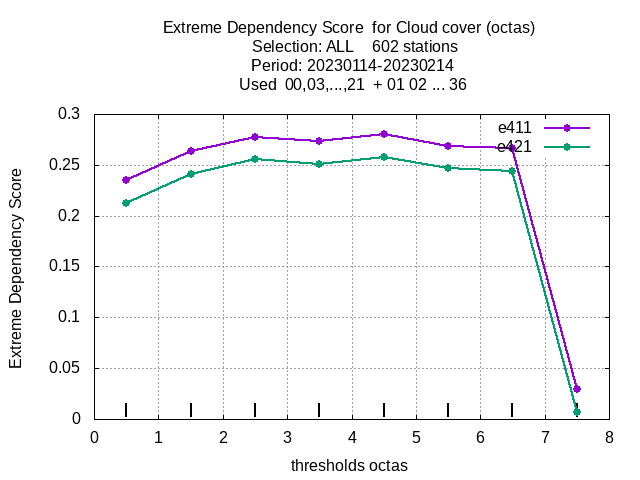 Extreme Dependency Score  for Cloud cover (octas)
Selection: ALL    602 stations
Period: 20230114-20230214
Used  00,03,...,21  + 01 02 ... 36
e411
e421
Extreme Dependency Score
0.3
0.25
0.2
0.15
0.1
0.05
0
0 1 2 3 4 5 6 7 8
thresholds octas